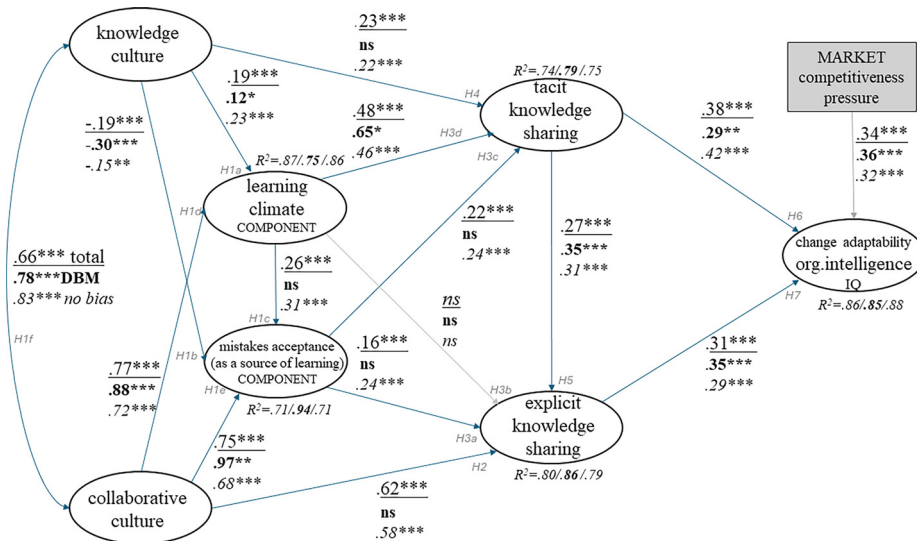 knowledge
culture
.23***
ns
.22***
H4
MARKET
competitiveness
pressure
R²=.74/.79/.75
tacit
knowledge
sharing
.19***
.12*
.23***
.48***
.65*
.46***
H3d
H3c
.38***
.29**
.42***
.34***
.36***
.32***
-.19***
-.30***
-.15**
H1a
R²=.87/.75/.86
learning
climate
COMPONENT
H1d
.22***
ns
.24***
.27***
.35***
.31***
H6
change adaptability
org.intelligence
IQ
R²=.86/.85/.88
H7
.66*** total
.78***DBM
.83*** no bias
H1f
.26***
ns
.31***
H1c
ns
ns
ns
mistakes acceptance
(as a source of learning)
COMPONENT
H1b
H1e
R²=.71/.94/.71
.16***
ns
.24***
.31***
.35***
.29***
.77***
.88***
.72***
H3b
H5
H3a
H2
explicit
knowledge
sharing
R²=.80/.86/.79
.75***
.97**
.68***
collaborative
culture
.62***
ns
.58***